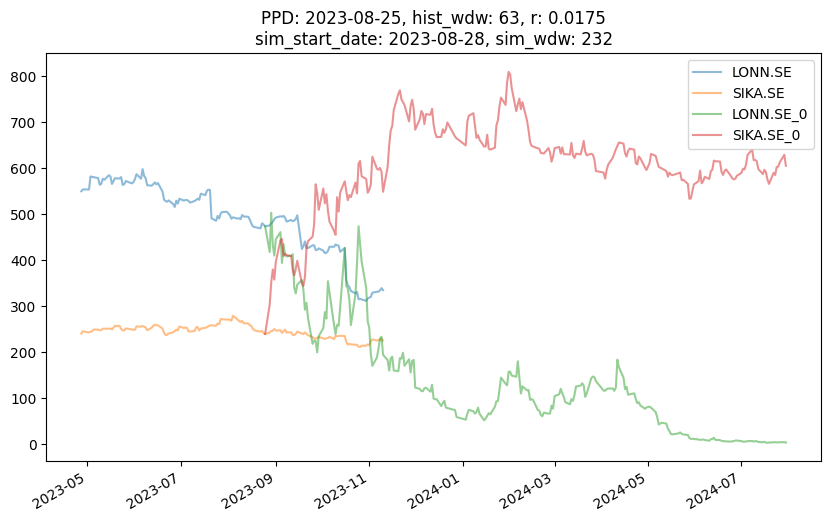 PPD: 2023-08-25, hist_wdw: 63, r: 0.0175
sim_start_date: 2023-08-28, sim_wdw: 232
LONN.SE
SIKA.SE
LONN.SE_0
SIKA.SE_0
800
700
600
500
400
300
200
100
0
2023-05
2023-07
2023-09
2023-11
2024-01
2024-03
2024-05
2024-07